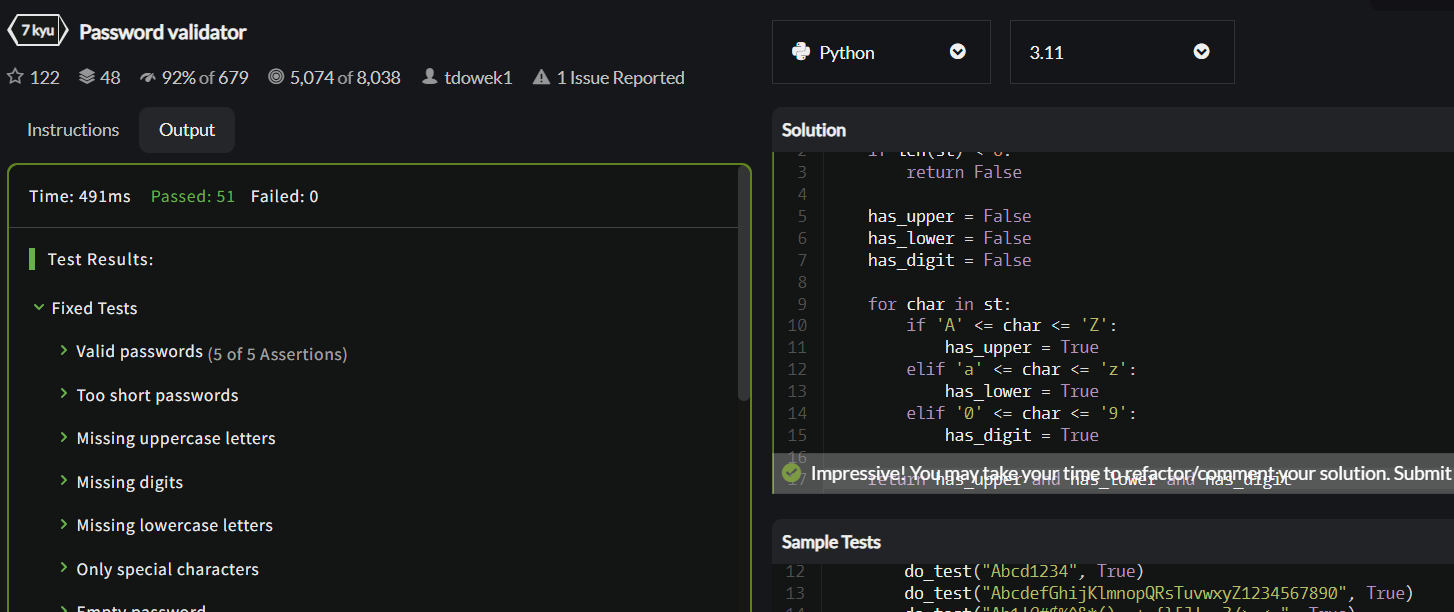 7 kyu Password validator
122 48 92% of 679 5,074 of 8,038 tdowek1 1 Issue Reported
Instructions Output
Time: 491ms Passed: 51 Failed: 0
Test Results:
Fixed Tests
Valid passwords (5 of 5 Assertions)
Too short passwords
Missing uppercase letters
Missing digits
Missing lowercase letters
Only special characters
Empty password
Python 3.11
Solution
2 if len(st) <
3 return False
4
5 has_upper = False
6 has_lower = False
7 has_digit = False
8
9 for char in st:
10 if 'A' <= char <= 'Z':
11 has_upper = True
12 elif 'a' <= char <= 'z':
13 has_lower = True
14 elif '0' <= char <= '9':
15 has_digit = True
16
Impressive! You may take your time to refactor/comment your solution. Submit
17 return has_upper and has_lower and has_digit
Sample Tests
12 do_test("Abcd1234", True)
13 do_test("AbcdefGhijKlmnopQRsTuvwxyZ1234567890", True)
14